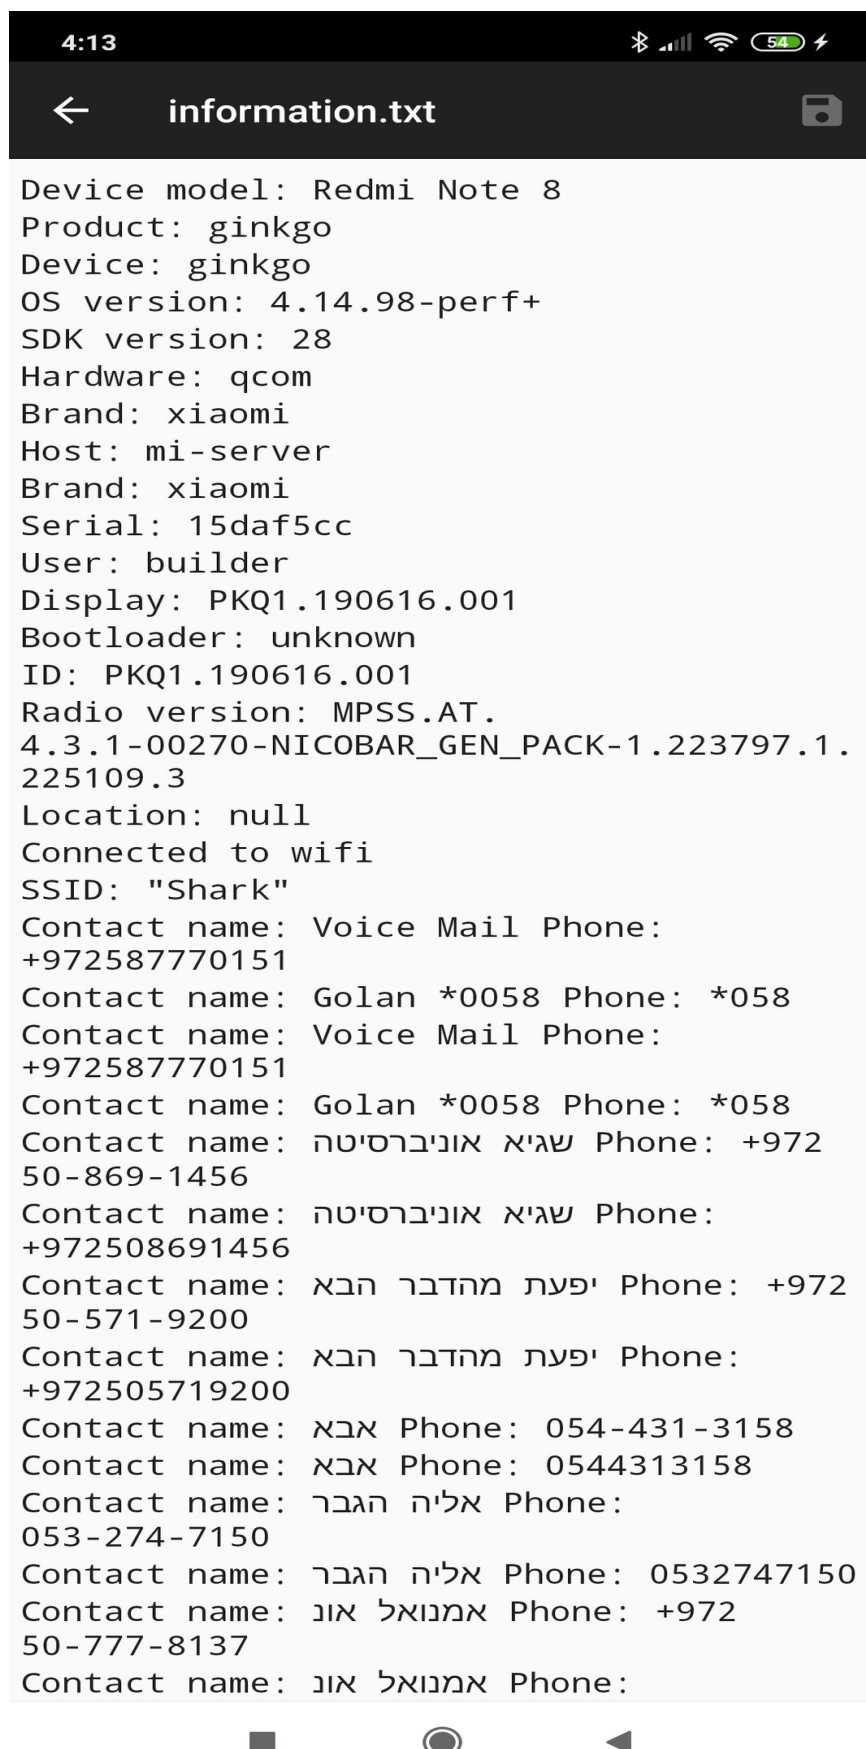 4:13
54
information.txt
Device model: Redmi Note 8
Product: ginkgo
Device: ginkgo
OS version: 4.14.98-perf+
SDK version: 28
Hardware: qcom
Brand: xiaomi
Host: mi-server
Brand: xiaomi
Serial: 15daf5cc
User: builder
Display: PKQ1.190616.001
Bootloader: unknown
ID: PKQ1.190616.001
Radio version: MPSS.AT.
4.3.1-00270-NICOBAR_GEN_PACK-1.223797.1.
225109.3
Location: null
Connected to wifi
SSID: "Shark"
Contact name: Voice Mail Phone:
+972587770151
Contact name: Golan *0058 Phone: *058
Contact name: Voice Mail Phone:
+972587770151
Contact name: Golan *0058 Phone: *058
Contact name: שגיא אוניברסיטה Phone: +972
50-869-1456
Contact name: שגיא אוניברסיטה Phone:
+972508691456
Contact name: יפעת מהדבר הבא Phone: +972
50-571-9200
Contact name: יפעת מהדבר הבא Phone:
+972505719200
Contact name: אבא Phone: 054-431-3158
Contact name: אבא Phone: 0544313158
Contact name: אליה הגבר Phone:
053-274-7150
Contact name: אליה הגבר Phone: 0532747150
Contact name: אמנואל אונ Phone: +972
50-777-8137
Contact name: אמנואל אונ Phone: